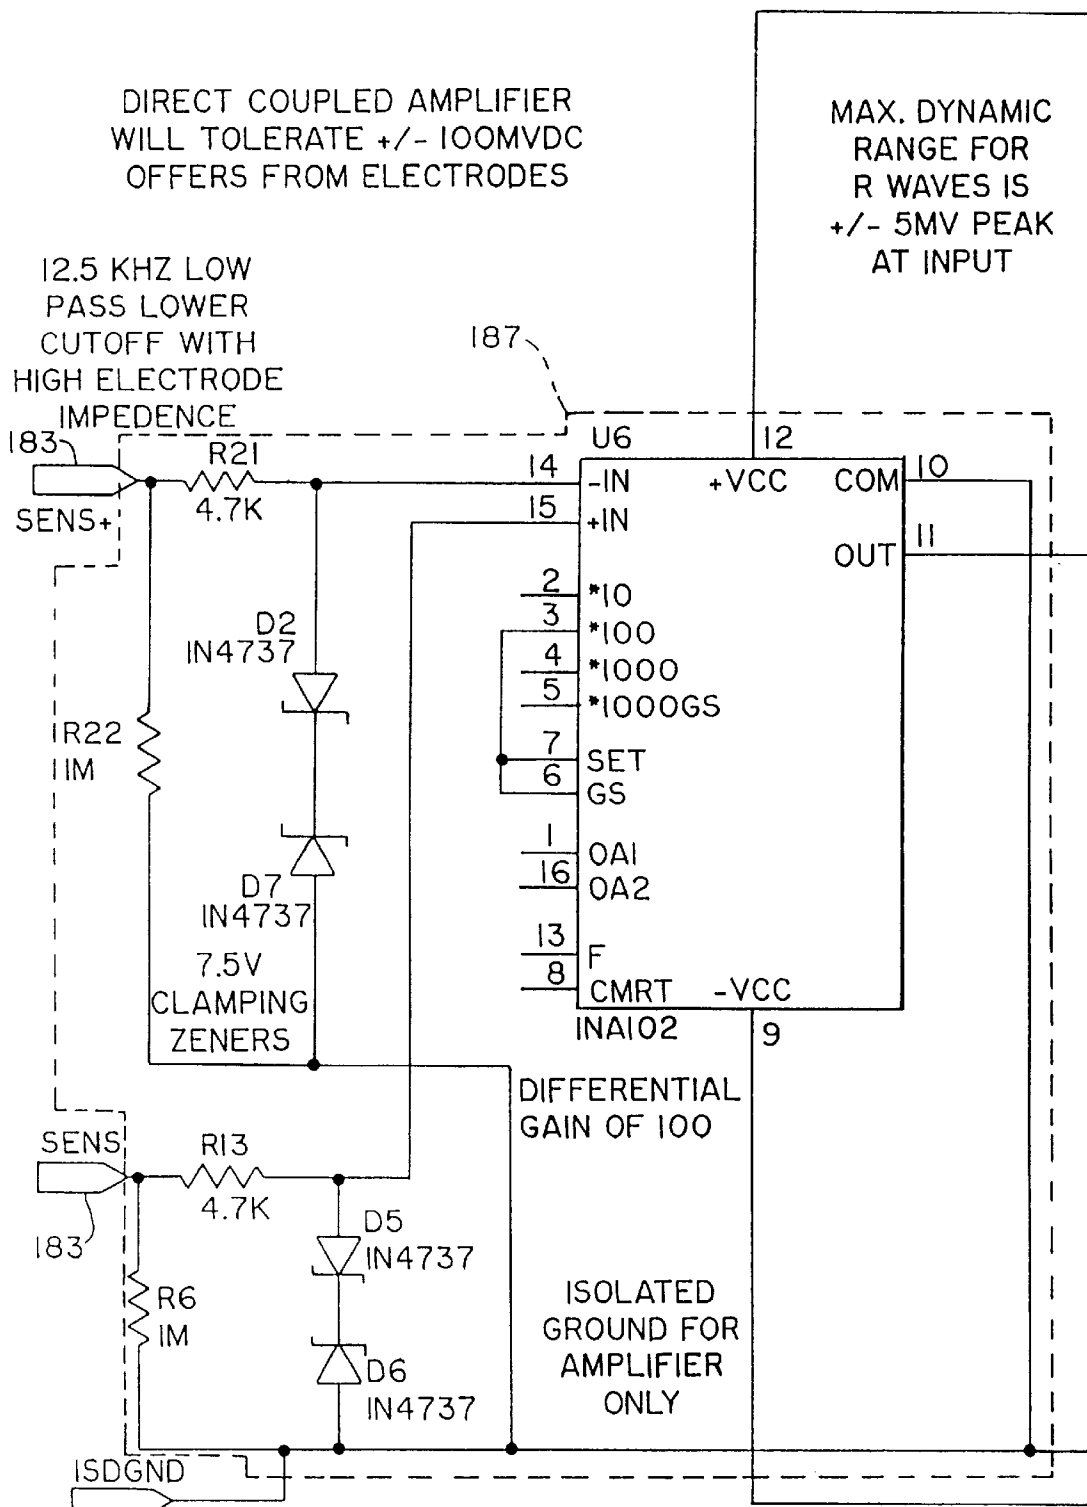 DIRECT COUPLED AMPLIFIER
WILL TOLERATE +/- 100MVDC
OFFERS FROM ELECTRODES
MAX. DYNAMIC
RANGE FOR
R WAVES IS
+/- 5MV PEAK
AT INPUT
12.5 KHZ LOW
PASS LOWER
CUTOFF WITH
HIGH ELECTRODE
IMPEDENCE
187
183
SENS+
R21
4.7K
U6
12
14
-IN
+VCC
COM
10
15
+IN
OUT
11
2
*10
3
*100
4
*1000
5
*1000GS
7
SET
6
GS
1
OA1
16
OA2
13
F
8
CMRT
-VCC
INA102
9
D2
IN4737
R22
1M
D7
IN4737
7.5V
CLAMPING
ZENERS
DIFFERENTIAL
GAIN OF 100
SENS
183
R13
4.7K
D5
IN4737
R6
1M
D6
IN4737
ISOLATED
GROUND FOR
AMPLIFIER
ONLY
ISDGND